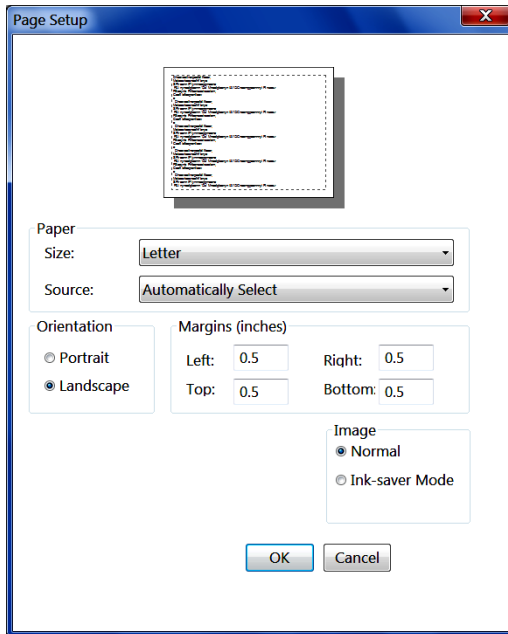 Page Setup
X
Paper
Size: Letter
Source: Automatically Select
Orientation
Portrait
Landscape
Margins (inches)
Left: 0.5 Right: 0.5
Top: 0.5 Bottom: 0.5
Image
Normal
Ink-saver Mode
OK Cancel